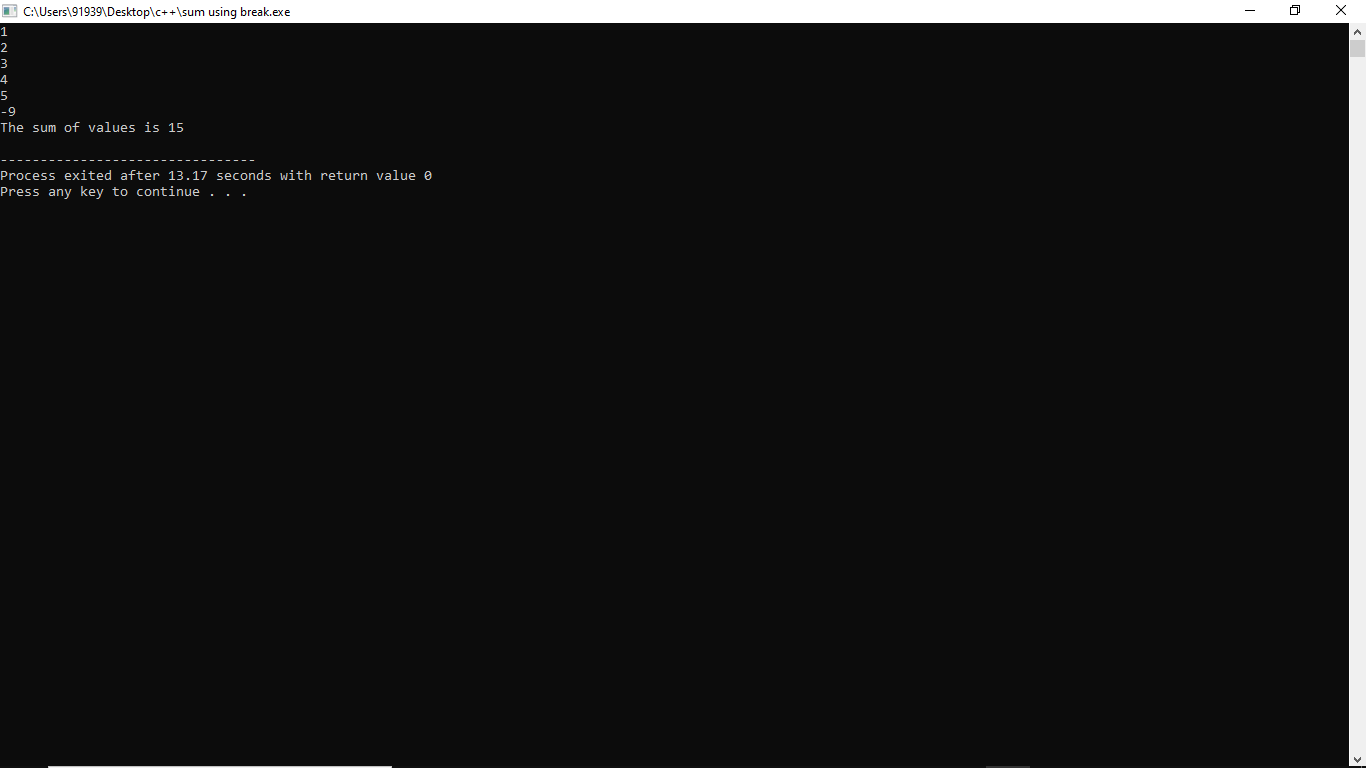 C:\Users\91939\Desktop\c++\sum using break.exe
1
2
3
4
5
-9
The sum of values is 15
--------------------------------
Process exited after 13.17 seconds with return value 0
Press any key to continue . . .